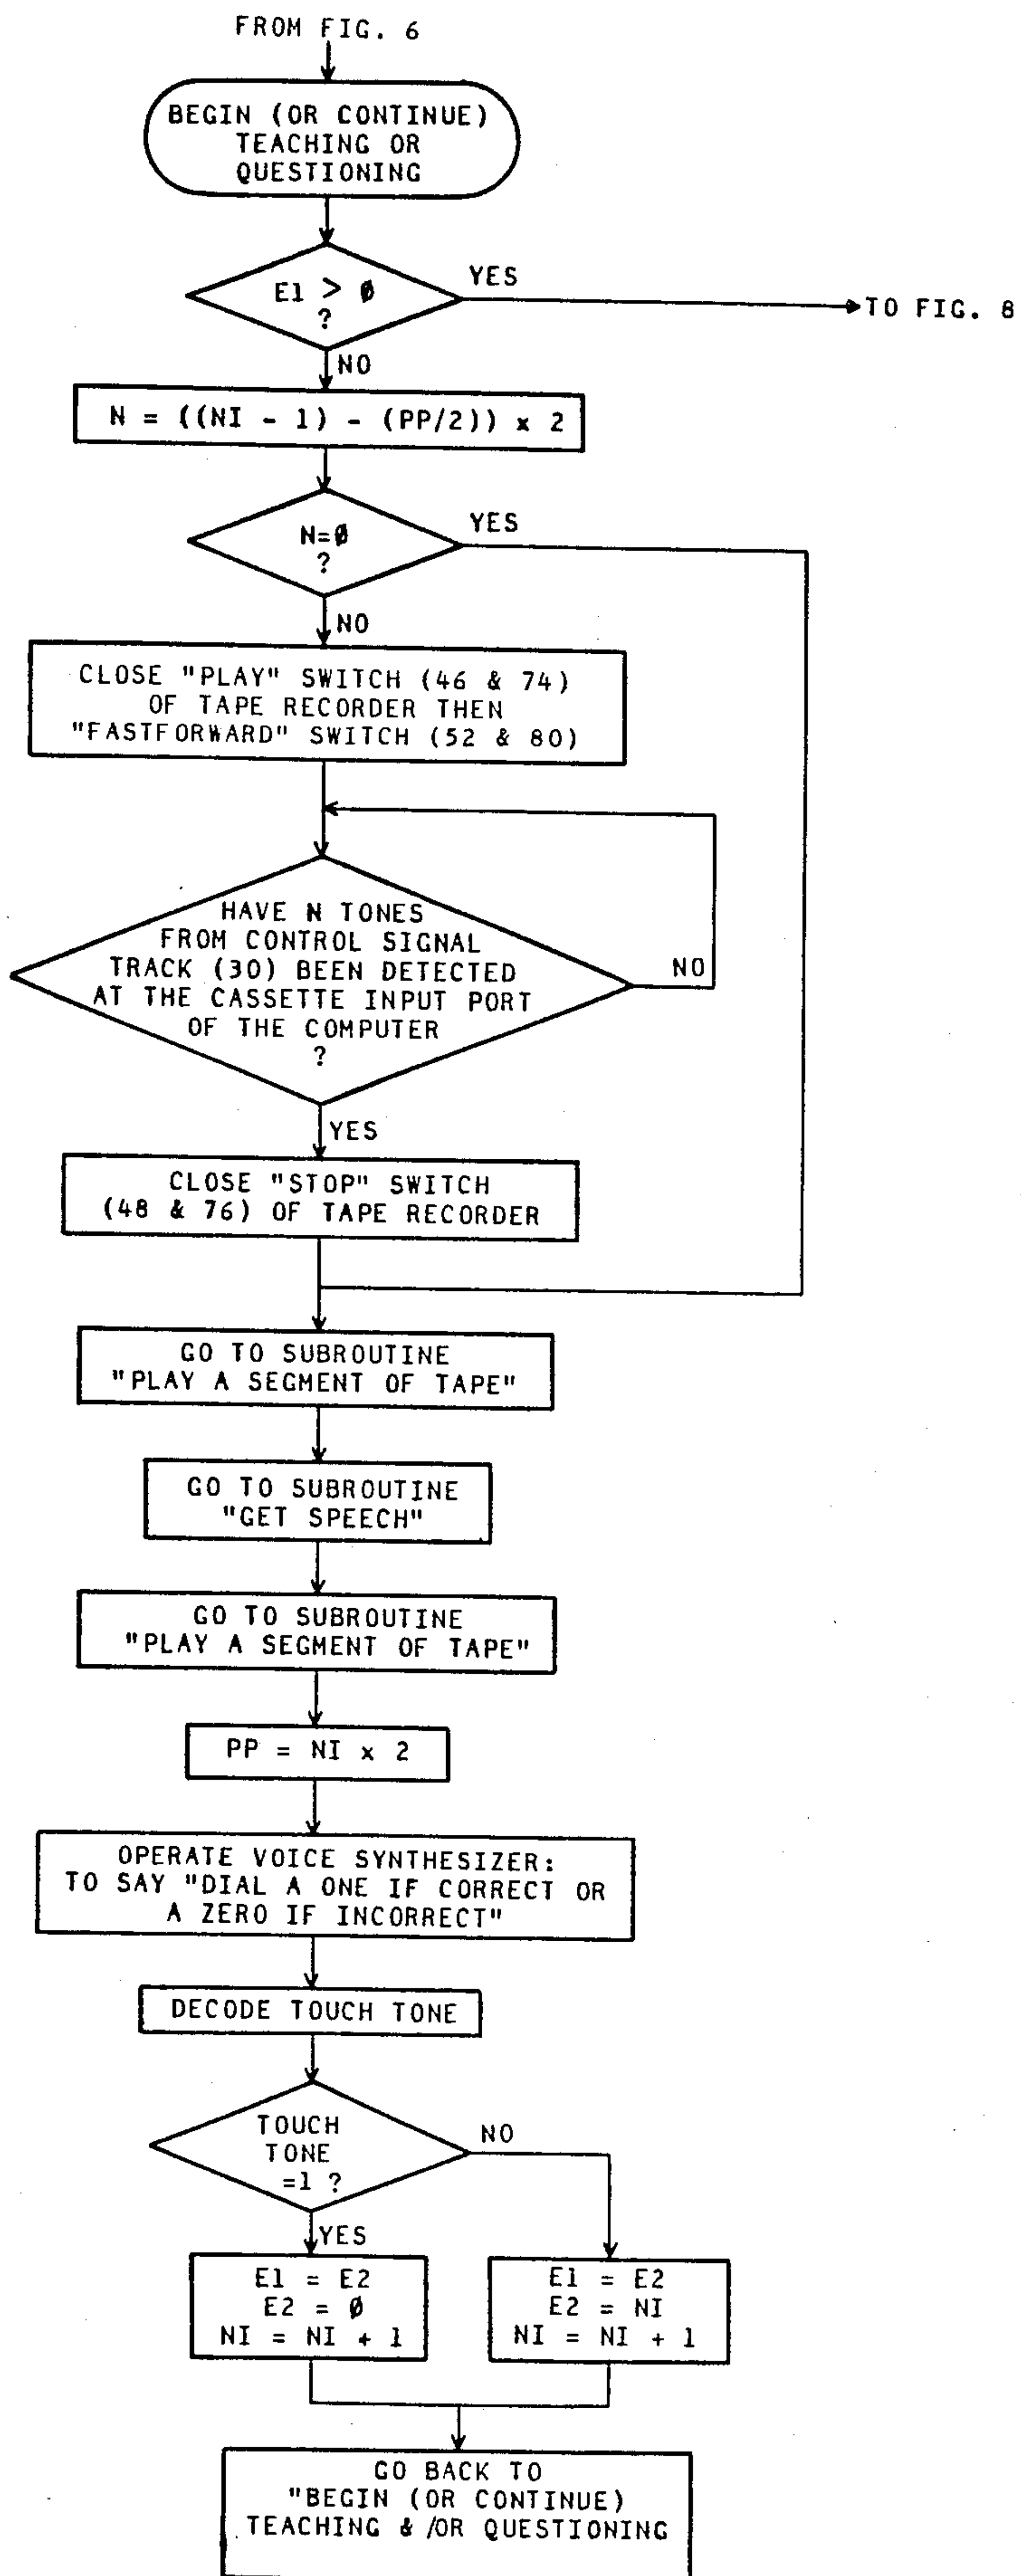 FROM FIG. 6
BEGIN (OR CONTINUE)
TEACHING OR
QUESTIONING
E1 > Ø
?
YES
TO FIG. 8
NO
N = ((NI - 1) - (PP/2)) x 2
N=Ø
?
YES
NO
CLOSE "PLAY" SWITCH (46 & 74)
OF TAPE RECORDER THEN
"FASTFORWARD" SWITCH (52 & 80)
HAVE N TONES
FROM CONTROL SIGNAL
TRACK (30) BEEN DETECTED
AT THE CASSETTE INPUT PORT
OF THE COMPUTER
?
NO
YES
CLOSE "STOP" SWITCH
(48 & 76) OF TAPE RECORDER
GO TO SUBROUTINE
"PLAY A SEGMENT OF TAPE"
GO TO SUBROUTINE
"GET SPEECH"
GO TO SUBROUTINE
"PLAY A SEGMENT OF TAPE"
PP = NI x 2
OPERATE VOICE SYNTHESIZER:
TO SAY "DIAL A ONE IF CORRECT OR
A ZERO IF INCORRECT"
DECODE TOUCH TONE
TOUCH
TONE
=1 ?
NO
YES
E1 = E2
E2 = Ø
NI = NI + 1
E1 = E2
E2 = NI
NI = NI + 1
GO BACK TO
"BEGIN (OR CONTINUE)
TEACHING & /OR QUESTIONING